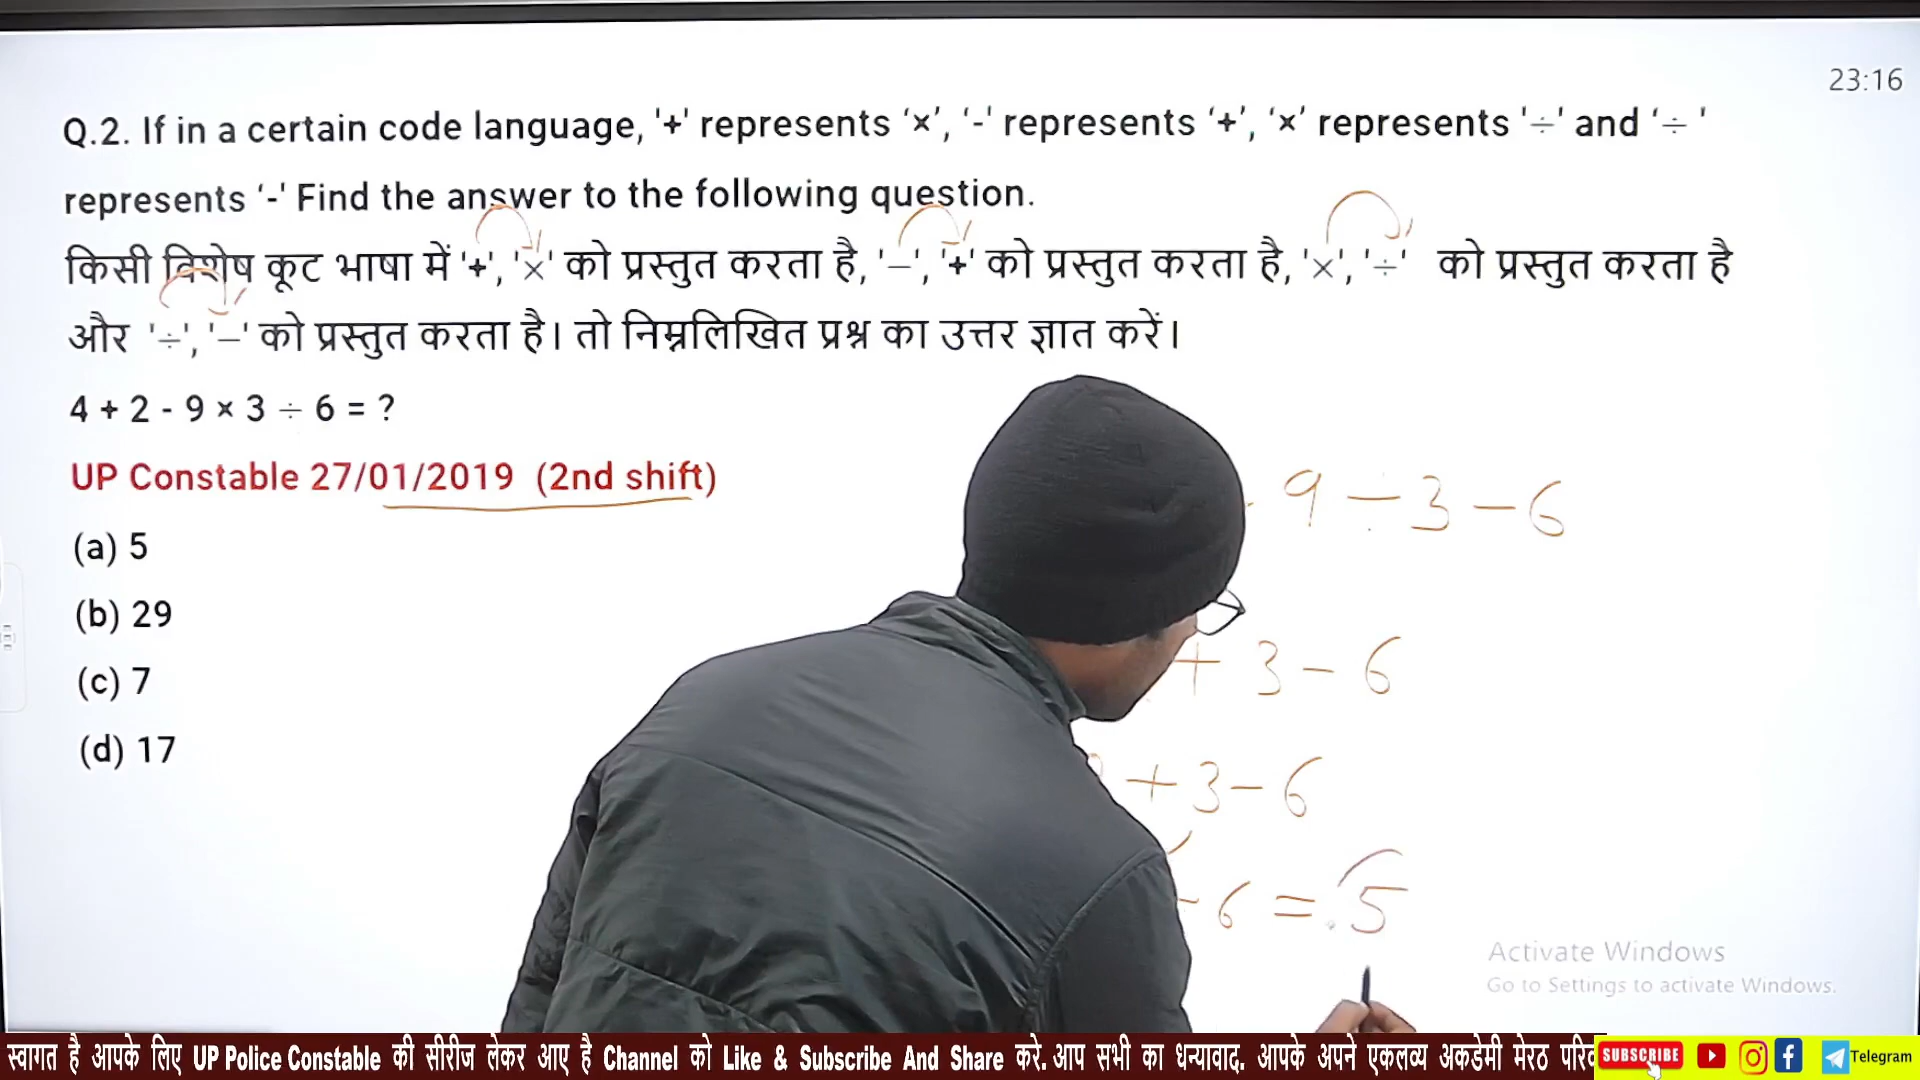 23:16
Q.2. If in a certain code language, '+' represents ‘×’, ‘-’ represents ‘+’, ‘×’ represents '÷' and ‘÷ ’
represents ‘-' Find the answer to the following question.
किसी विशेष कूट भाषा में '+', '×' को प्रस्तुत करता है, '–', '+' को प्रस्तुत करता है, '×', '÷' को प्रस्तुत करता है
और '÷', '–' को प्रस्तुत करता है। तो निम्नलिखित प्रश्न का उत्तर ज्ञात करें।
4 + 2 - 9 × 3 ÷ 6 = ?
UP Constable 27/01/2019 (2nd shift)
(a) 5
(b) 29
(c) 7
(d) 17
9 ÷ 3 – 6
+ 3 – 6
+ 3 – 6
- 6 = 5
Activate Windows
Go to Settings to activate Windows.
स्वागत है आपके लिए UP Police Constable की सीरीज लेकर आए है Channel को Like & Subscribe And Share करे. आप सभी का धन्यवाद. आपके अपने एकलव्य अकडेमी मेरठ
SUBSCRIBE
Telegram